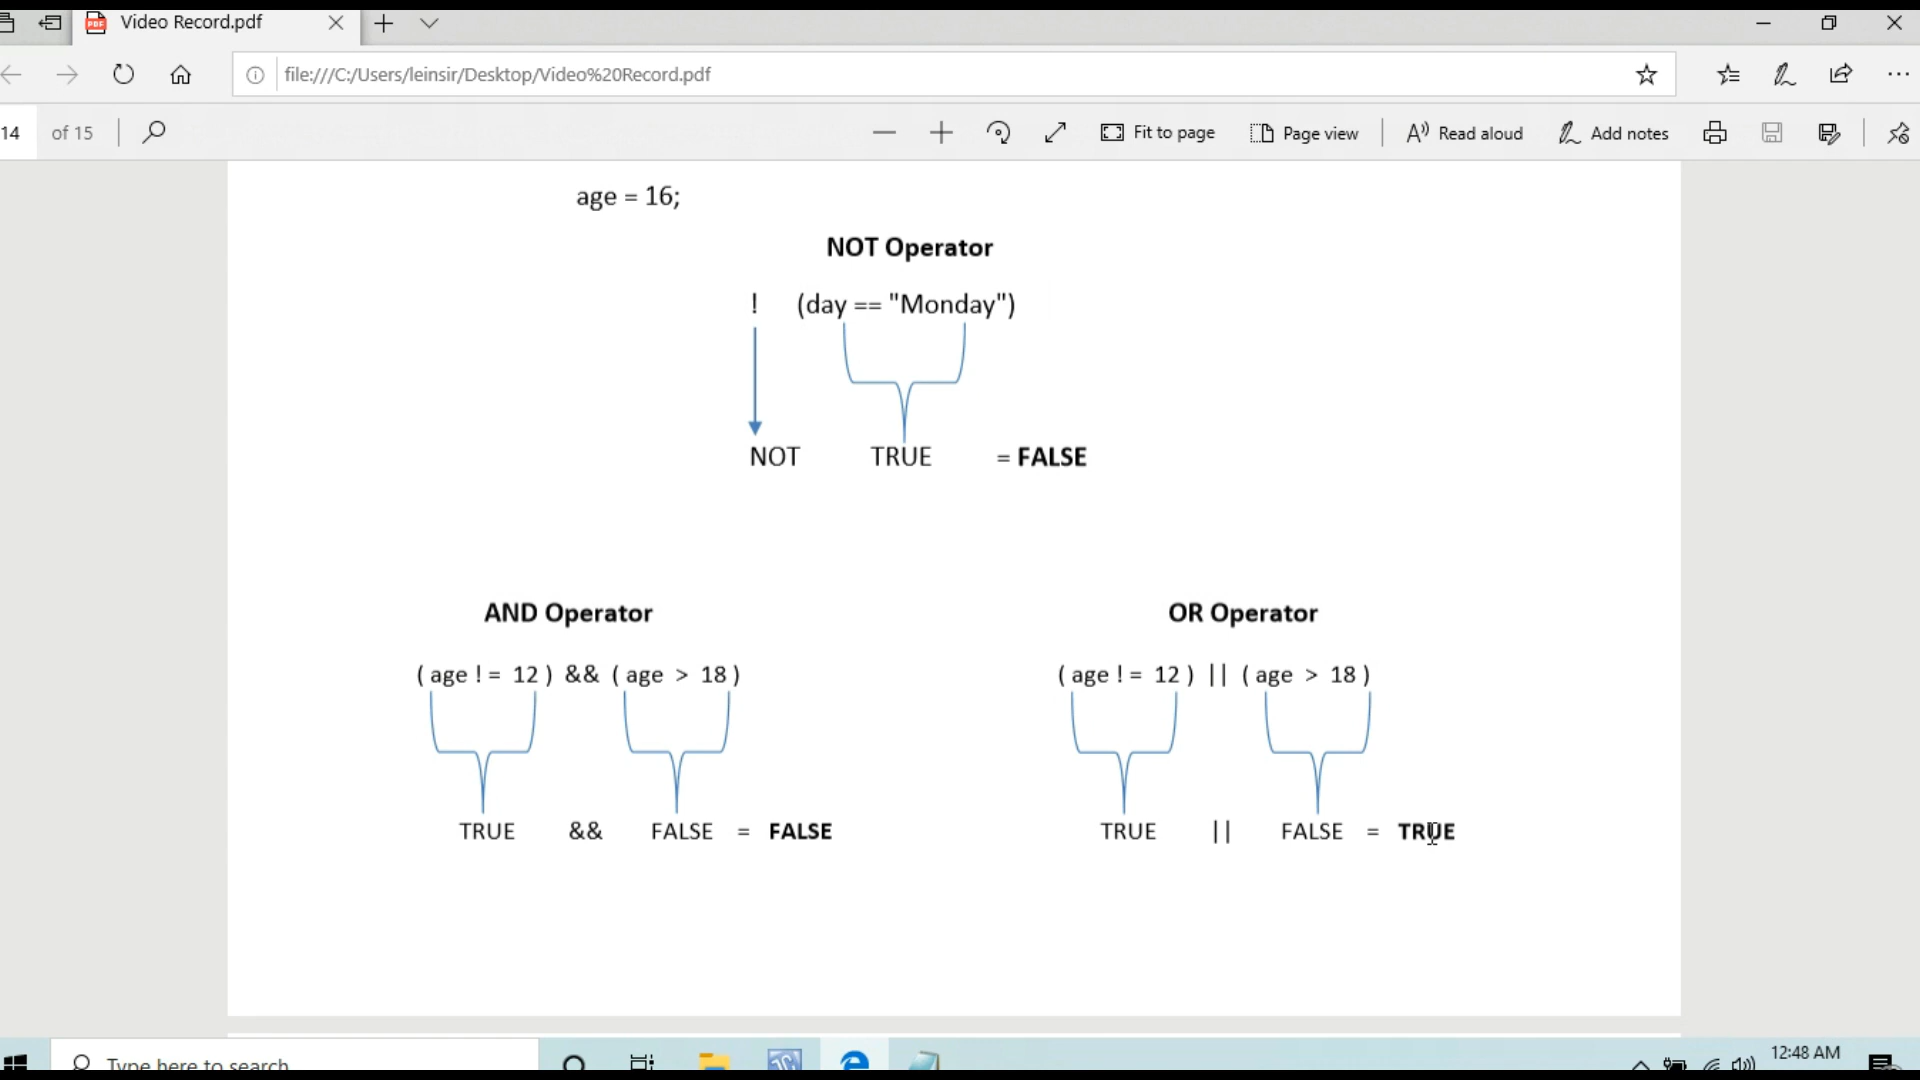 Video Record.pdf
file:///C:/Users/leinsir/Desktop/Video%20Record.pdf
14 of 15 Fit to page Page view Read aloud Add notes
age = 16;
NOT Operator
! (day == "Monday")
NOT TRUE = FALSE
AND Operator OR Operator
( age ! = 12 ) && ( age > 18 ) ( age ! = 12 ) || ( age > 18 )
TRUE && FALSE = FALSE TRUE || FALSE = TRUE
Type here to search 12:48 AM